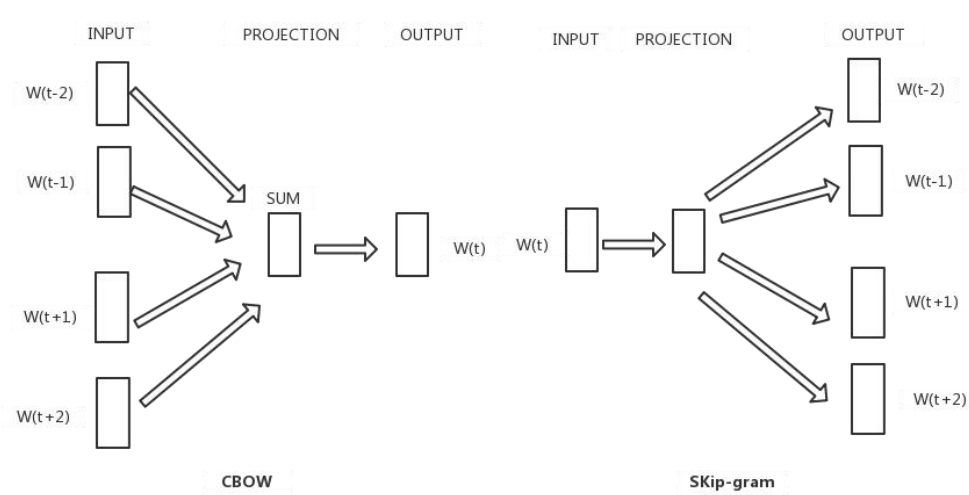 INPUT PROJECTION OUTPUT
W(t-2)
W(t-1)
SUM
W(t)
W(t+1)
W(t+2)
CBOW
INPUT PROJECTION OUTPUT
W(t-2)
W(t-1)
W(t)
W(t+1)
W(t+2)
SKip-gram